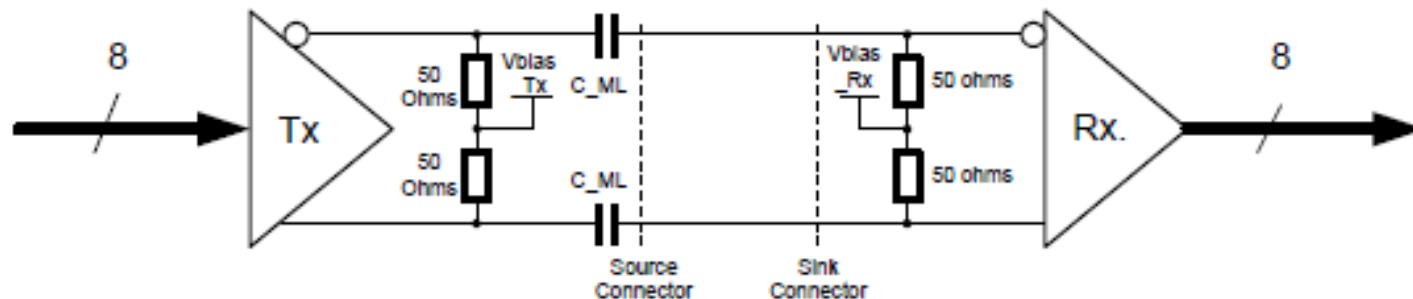 8
Tx
50
Ohms
50
Ohms
Vbias
_Tx
C_ML
C_ML
Source
Connector
Sink
Connector
Vbias
_Rx
50 ohms
50 ohms
Rx.
8